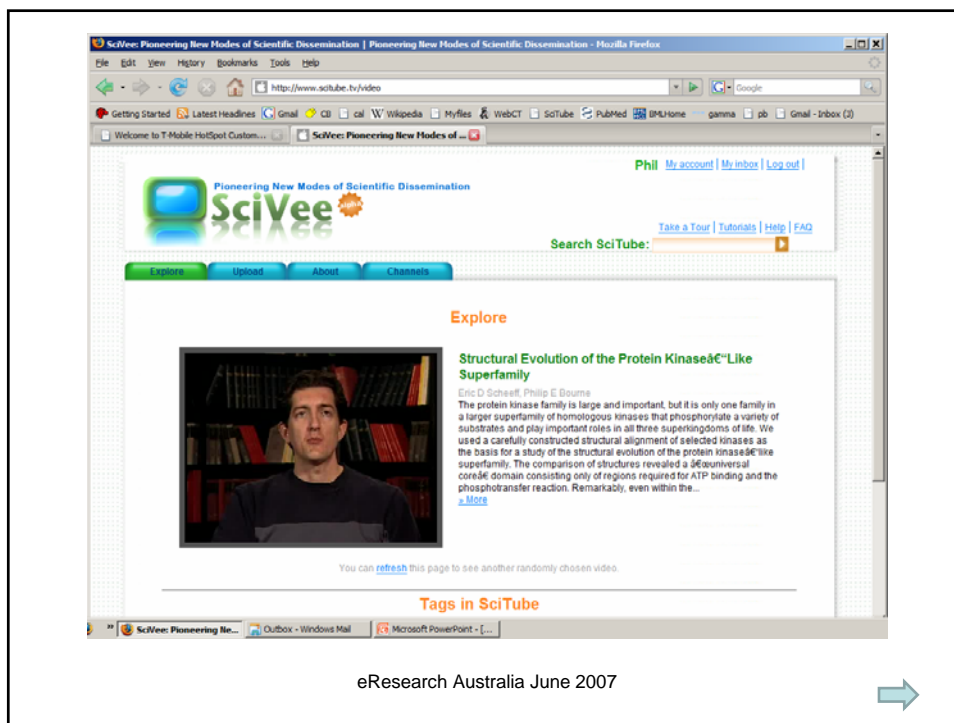 SciVee: Pioneering New Modes of Scientific Dissemination | Pioneering New Modes of Scientific Dissemination - Mozilla Firefox
File Edit View History Bookmarks Tools Help
http://www.scitube.tv/video
Google
Getting Started Latest Headlines Gmail CB cal Wikipedia Myfiles WebCT SciTube PubMed BMLHome gamma pb Gmail - Inbox (3)
Welcome to T-Mobile HotSpot Custom... SciVee: Pioneering New Modes of ...
Phil My account | My inbox | Log out |
Pioneering New Modes of Scientific Dissemination
SciVee alpha
Take a Tour | Tutorials | Help | FAQ
Search SciTube:
Explore Upload About Channels
Explore
Structural Evolution of the Protein Kinaseâ€“Like
Superfamily
Eric D Scheeff, Philip E Bourne
The protein kinase family is large and important, but it is only one family in
a larger superfamily of homologous kinases that phosphorylate a variety of
substrates and play important roles in all three superkingdoms of life. We
used a carefully constructed structural alignment of selected kinases as
the basis for a study of the structural evolution of the protein kinaseâ€“like
superfamily. The comparison of structures revealed a â€œuniversal
coreâ€ domain consisting only of regions required for ATP binding and the
phosphotransfer reaction. Remarkably, even within the...
» More
You can refresh this page to see another randomly chosen video.
Tags in SciTube
» SciVee: Pioneering Ne... Outbox - Windows Mail Microsoft PowerPoint - [...
eResearch Australia June 2007